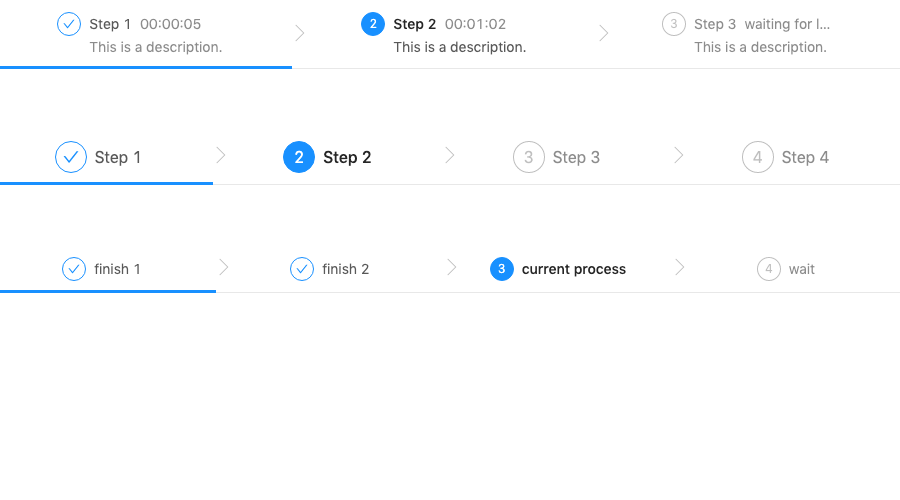 Step 1 00:00:05 2 Step 2 00:01:02 3 Step 3 waiting for l...
This is a description. This is a description. This is a description.
Step 1 2 Step 2 3 Step 3 4 Step 4
finish 1 finish 2 3 current process 4 wait